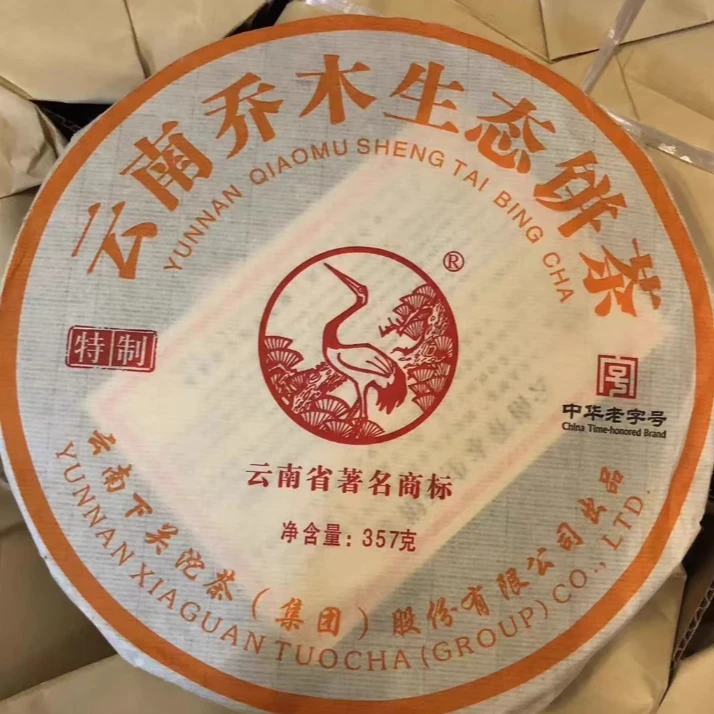 云南乔木生态饼茶
YUNNAN QIAOMU SHENG TAI BING CHA
®
特制
中华老字号
China Time-honored Brand
云南省著名商标
净含量：357克
云南下关沱茶（集团）股份有限公司出品
YUNNAN XIAGUAN TUOCHA (GROUP) CO., LTD.